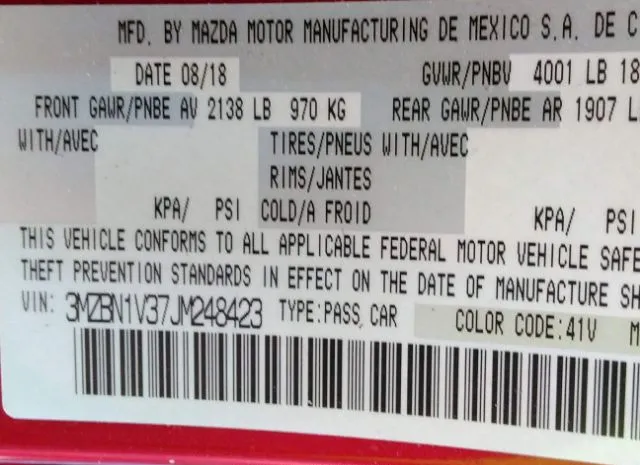 MFD. BY MAZDA MOTOR MANUFACTURING DE MEXICO S.A. DE C
DATE 08/18 GVWR/PNBV 4001 LB 18
FRONT GAWR/PNBE AV 2138 LB 970 KG REAR GAWR/PNBE AR 1907 L
WITH/AVEC TIRES/PNEUS WITH/AVEC
RIMS/JANTES
KPA/ PSI COLD/A FROID KPA/ PSI
THIS VEHICLE CONFORMS TO ALL APPLICABLE FEDERAL MOTOR VEHICLE SAFE
THEFT PREVENTION STANDARDS IN EFFECT ON THE DATE OF MANUFACTURE SH
VIN: 3MZBN1V37JM248423 TYPE:PASS CAR COLOR CODE:41V M